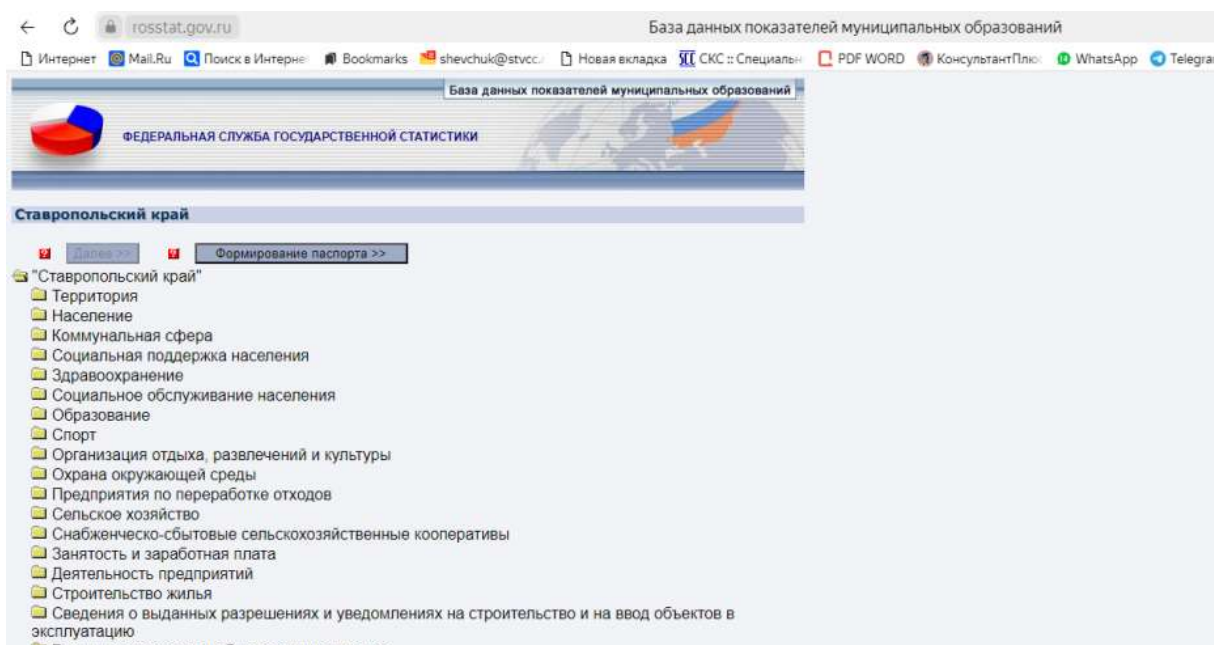 rosstat.gov.ru База данных показателей муниципальных образований
Интернет Mail.Ru Поиск в Интерне Bookmarks shevchuk@stvcc. Новая вкладка СКС :: Специальн PDF WORD КонсультантПлю WhatsApp Telegra
База данных показателей муниципальных образований
ФЕДЕРАЛЬНАЯ СЛУЖБА ГОСУДАРСТВЕННОЙ СТАТИСТИКИ
Ставропольский край
? Далее >> ? Формирование паспорта >>
"Ставропольский край"
Территория
Население
Коммунальная сфера
Социальная поддержка населения
Здравоохранение
Социальное обслуживание населения
Образование
Спорт
Организация отдыха, развлечений и культуры
Охрана окружающей среды
Предприятия по переработке отходов
Сельское хозяйство
Снабженческо-сбытовые сельскохозяйственные кооперативы
Занятость и заработная плата
Деятельность предприятий
Строительство жилья
Сведения о выданных разрешениях и уведомлениях на строительство и на ввод объектов в
эксплуатацию